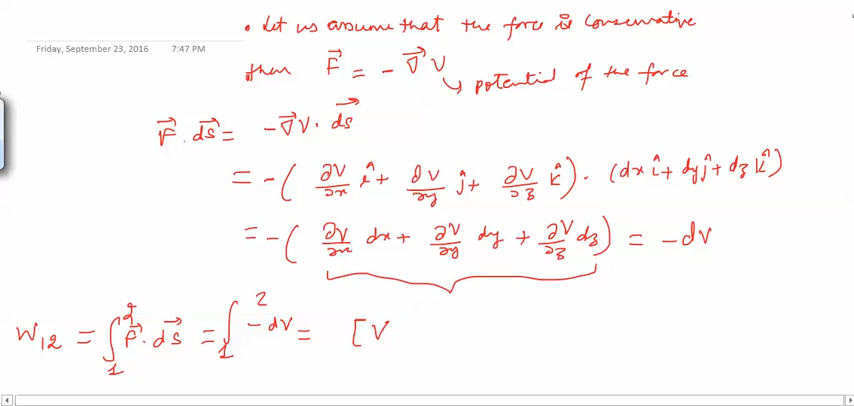 • Let us assume that the force is conservative
Friday, September 23, 2016 7:47 PM
then F⃗ = - ∇⃗ V
↳ potential of the force
F⃗ . ds⃗ = - ∇⃗V . ds⃗
= - ( ∂V/∂x î + ∂V/∂y ĵ + ∂V/∂z k̂ ) . (dx î + dy ĵ + dz k̂)
= - ( ∂V/∂x dx + ∂V/∂y dy + ∂V/∂z dz ) = - dV
W₁₂ = ∫₁² F⃗ . ds⃗ = ∫₁² - dV = [ V